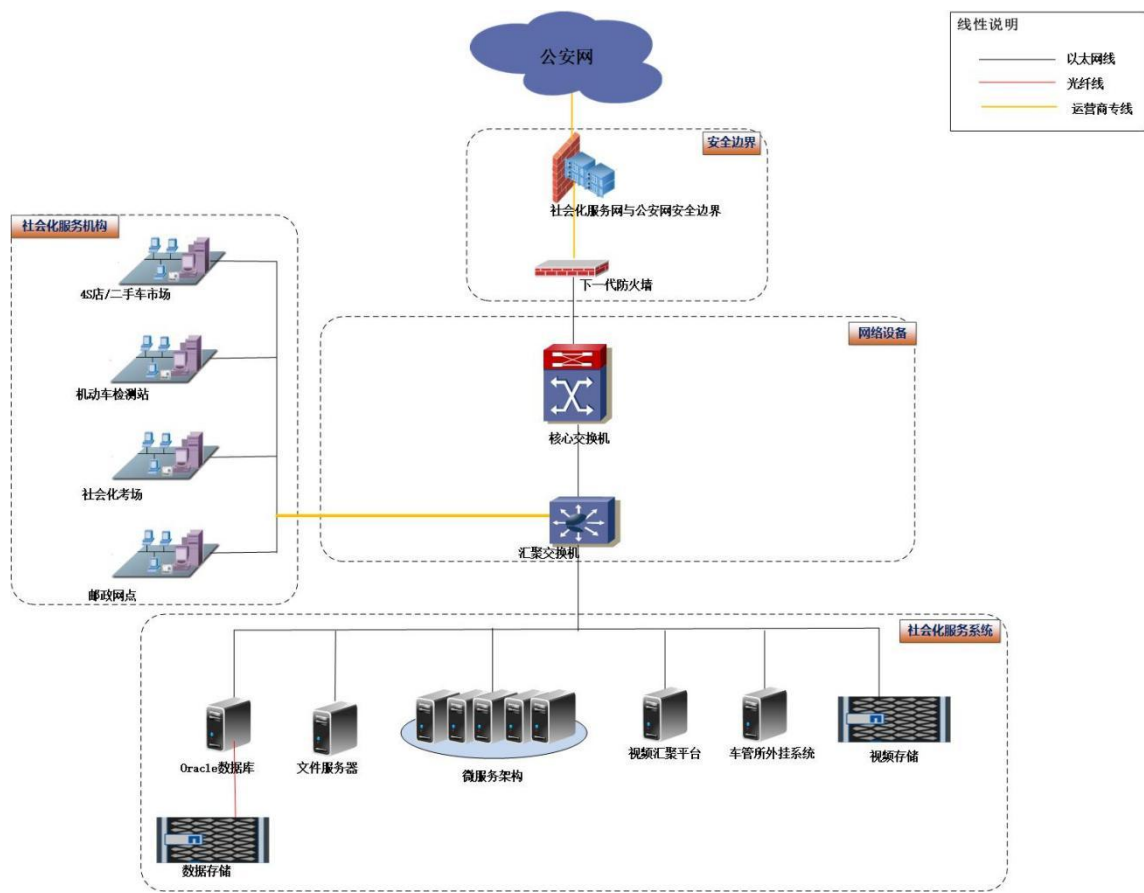 公安网
线性说明
以太网线
光纤线
运营商专线
安全边界
社会化服务网与公安网安全边界
下一代防火墙
社会化服务机构
4S店/二手车市场
机动车检测站
社会化考场
邮政网点
网络设备
核心交换机
汇聚交换机
社会化服务系统
Oracle数据库
文件服务器
微服务架构
视频汇聚平台
车管所外挂系统
视频存储
数据存储